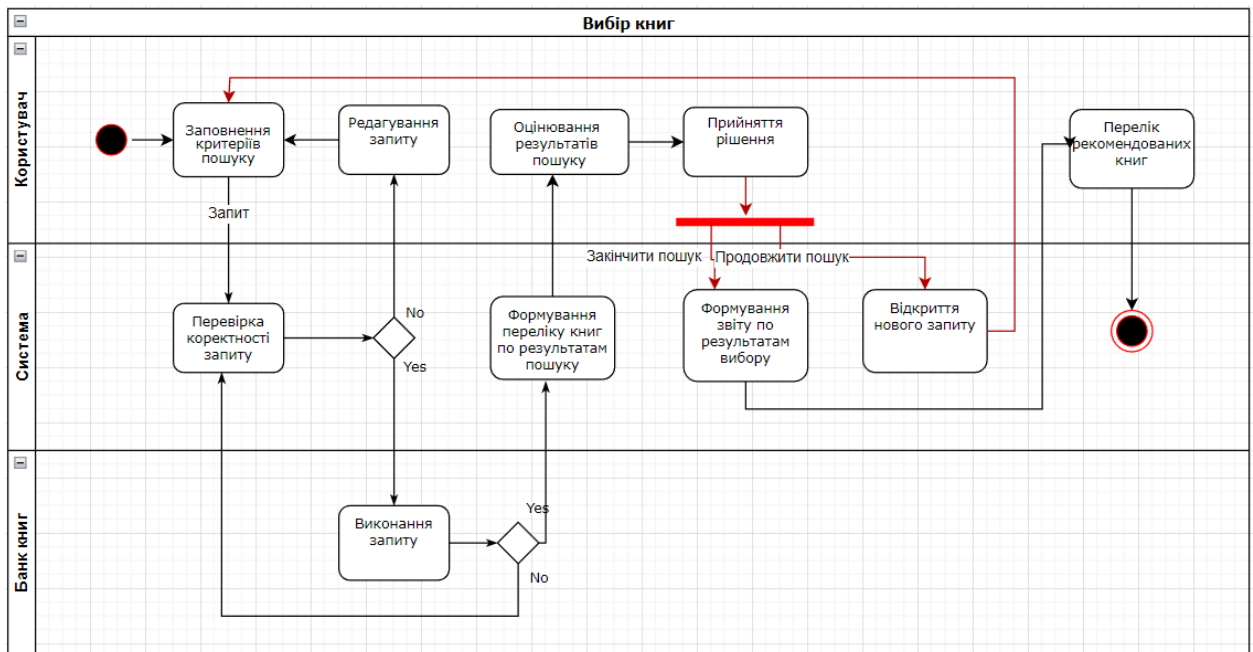 Вибір книг
Користувач
Заповнення
критеріїв
пошуку
Редагування
запиту
Оцінювання
результатів
пошуку
Прийняття
рішення
Перелік
рекомендованих
книг
Запит
Система
Закінчити пошук
Продовжити пошук
Перевірка
коректності
запиту
No
Yes
Формування
переліку книг
по результатам
пошуку
Формування
звіту по
результатам
вибору
Відкриття
нового запиту
Банк книг
Виконання
запиту
Yes
No